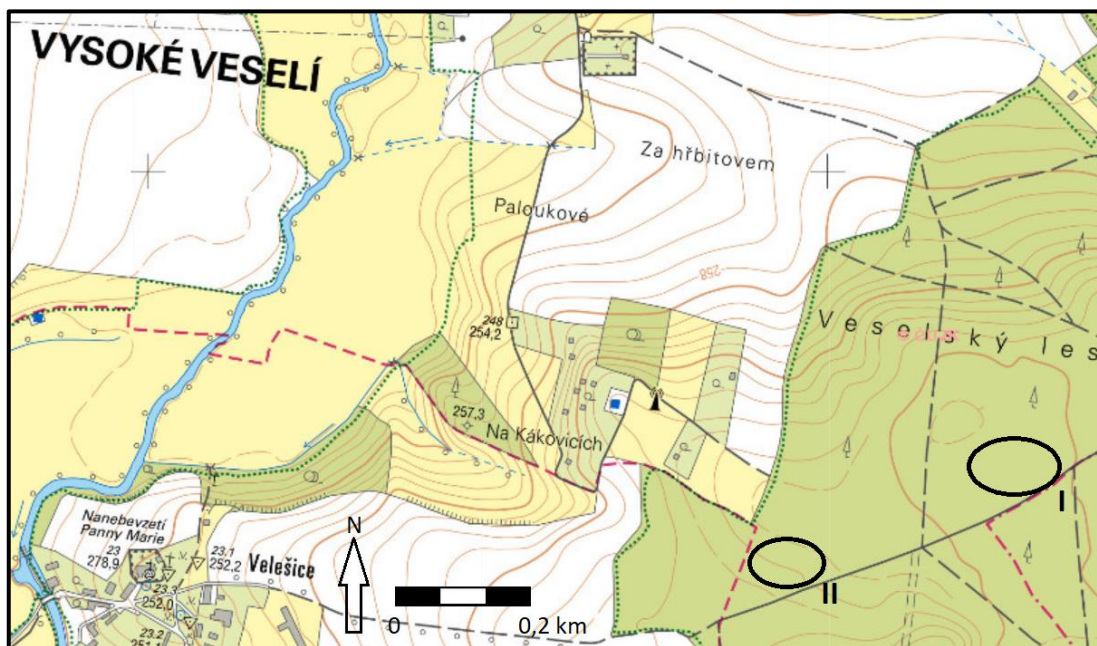 VYSOKÉ VESELÍ
Za hřbitovem
Paloukové
258
248
254,2
Veselský les
257,3
Na Kákovicích
I
Nanebevzetí
Panny Marie
23
278,9
23.1
252,2
Velešice
N
23.3
252,0
II
0
0,2 km
23.2